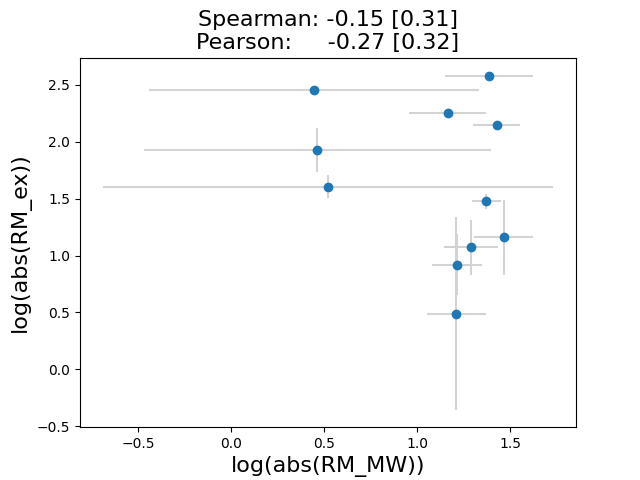 Spearman: -0.15 [0.31]
Pearson: -0.27 [0.32]
log(abs(RM_ex))
2.5
2.0
1.5
1.0
0.5
0.0
−0.5
−0.5 0.0 0.5 1.0 1.5
log(abs(RM_MW))